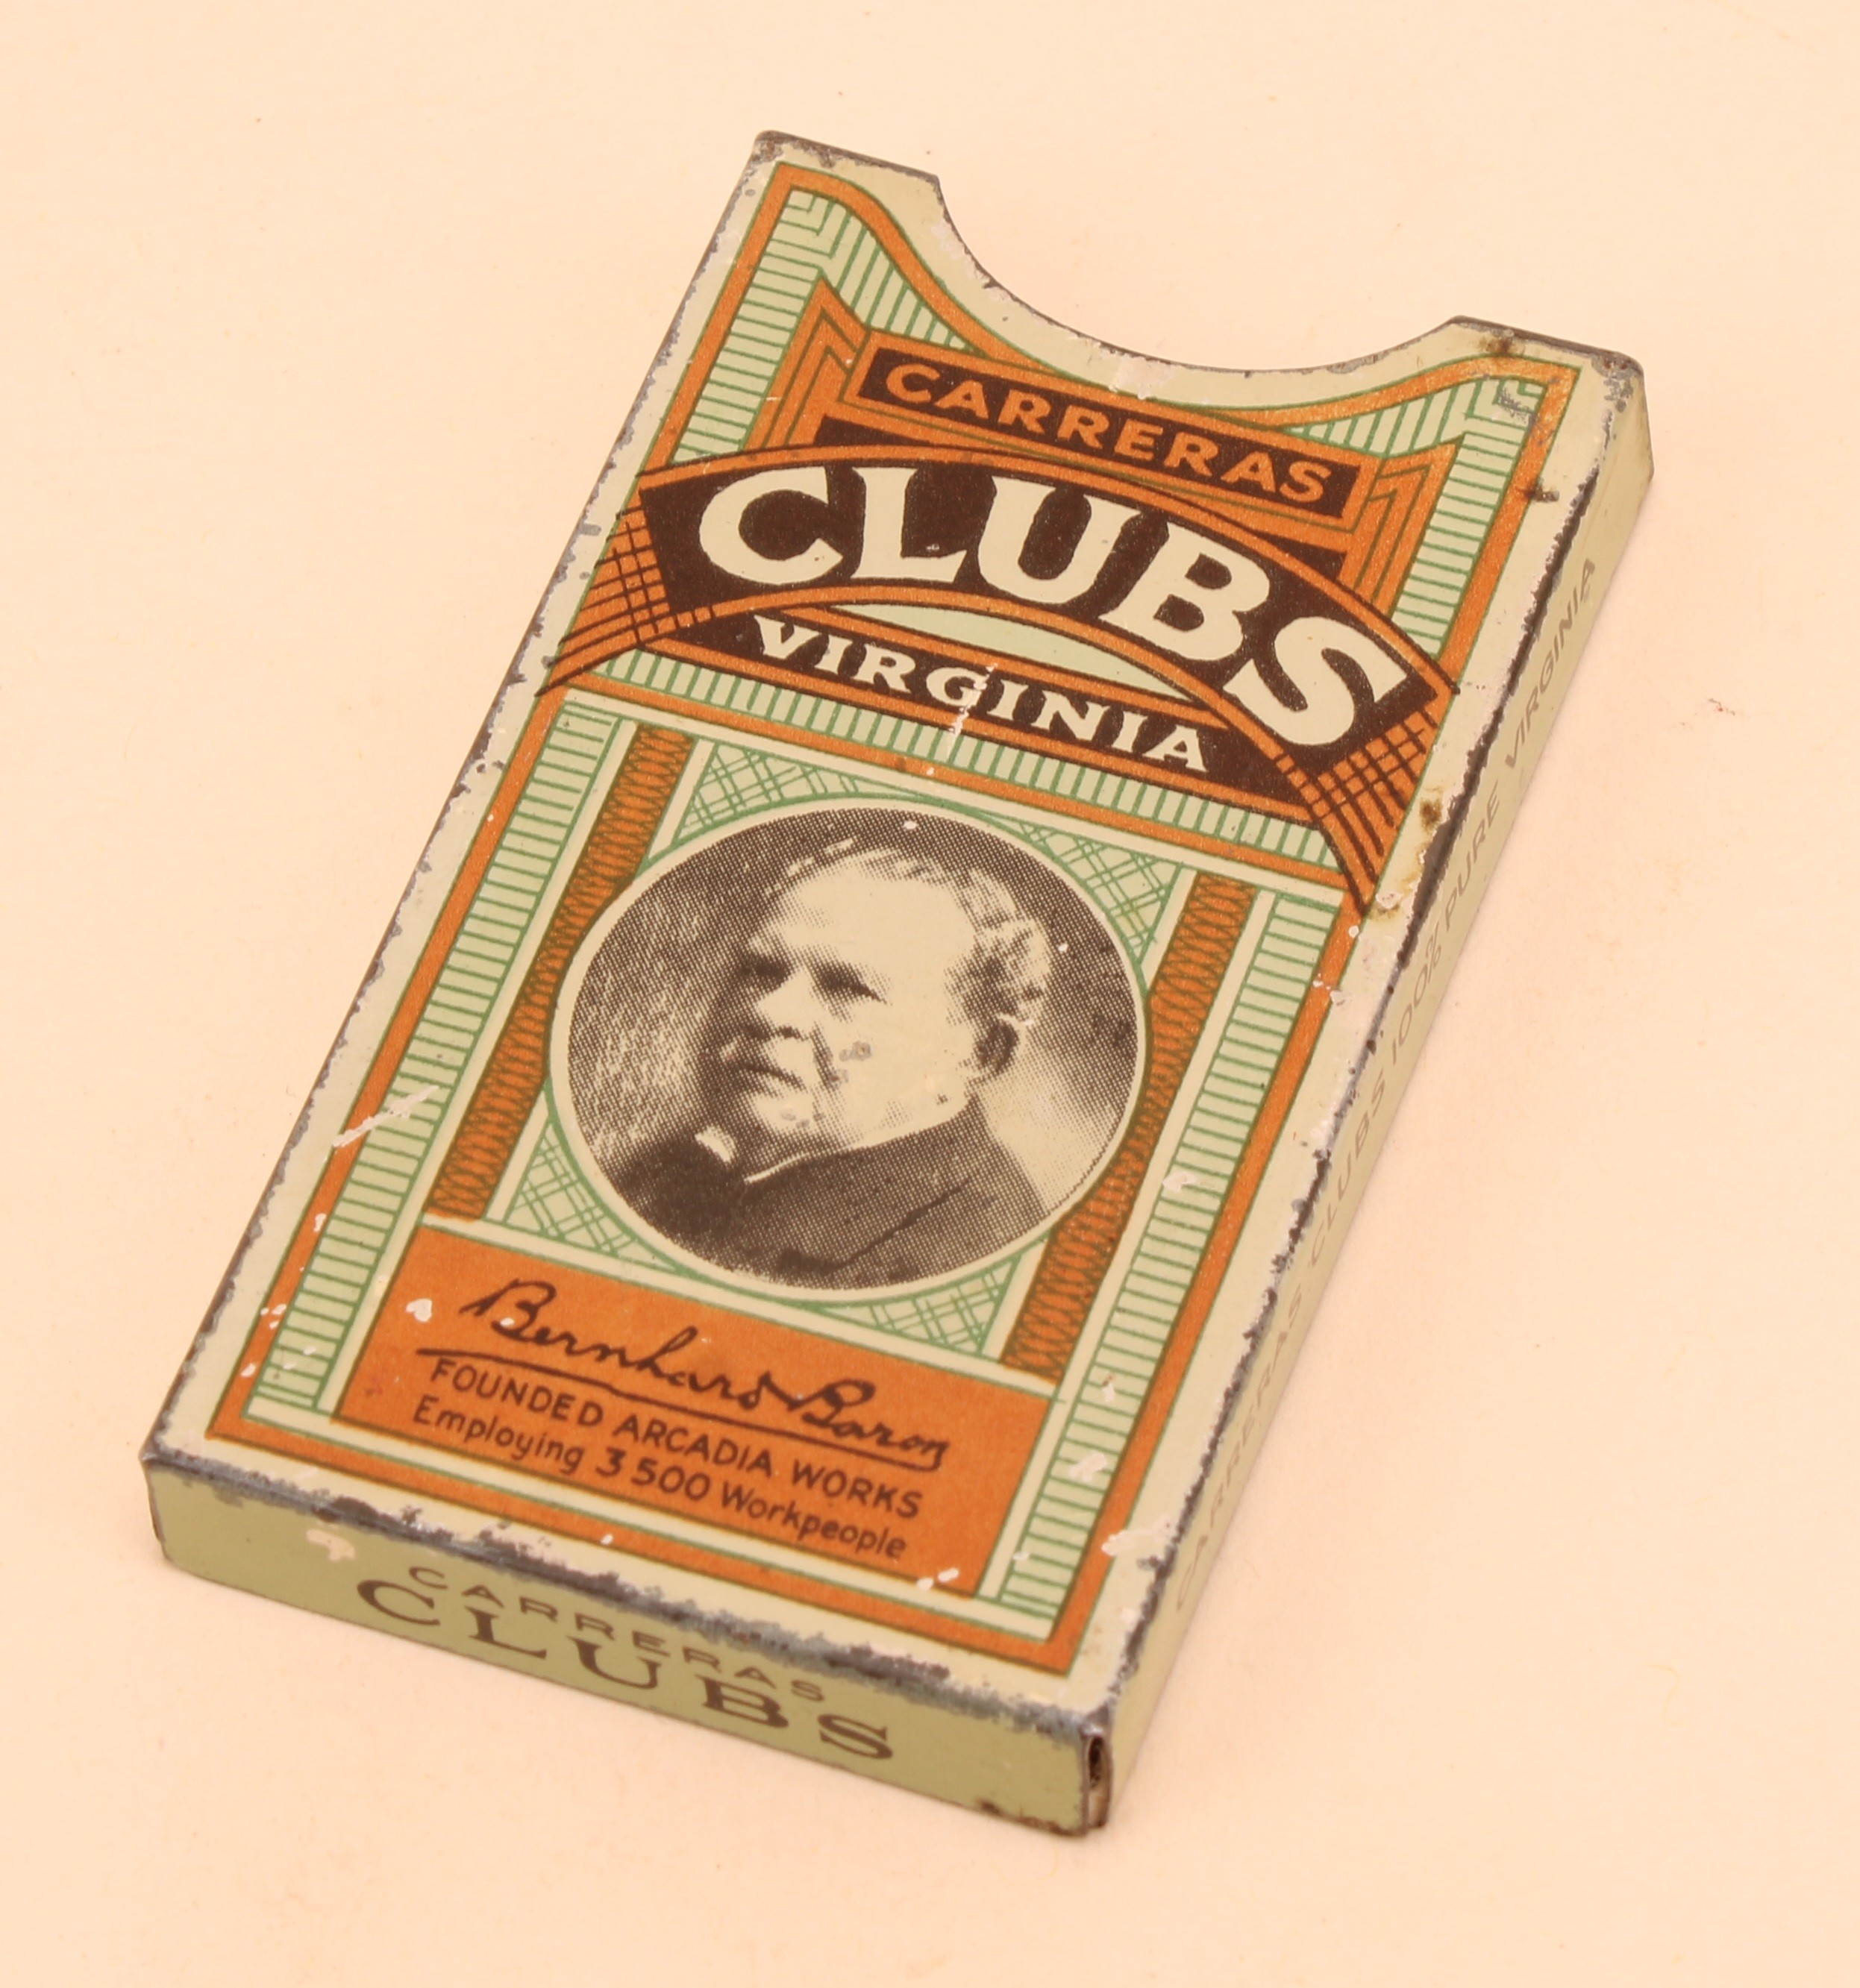 CARRERAS
CLUBS
VIRGINIA
Bernhard Baron
FOUNDED ARCADIA WORKS
Employing 3500 Workpeople
CARRERAS
CLUBS
CARRERAS CLUBS 100% PURE VIRGINIA